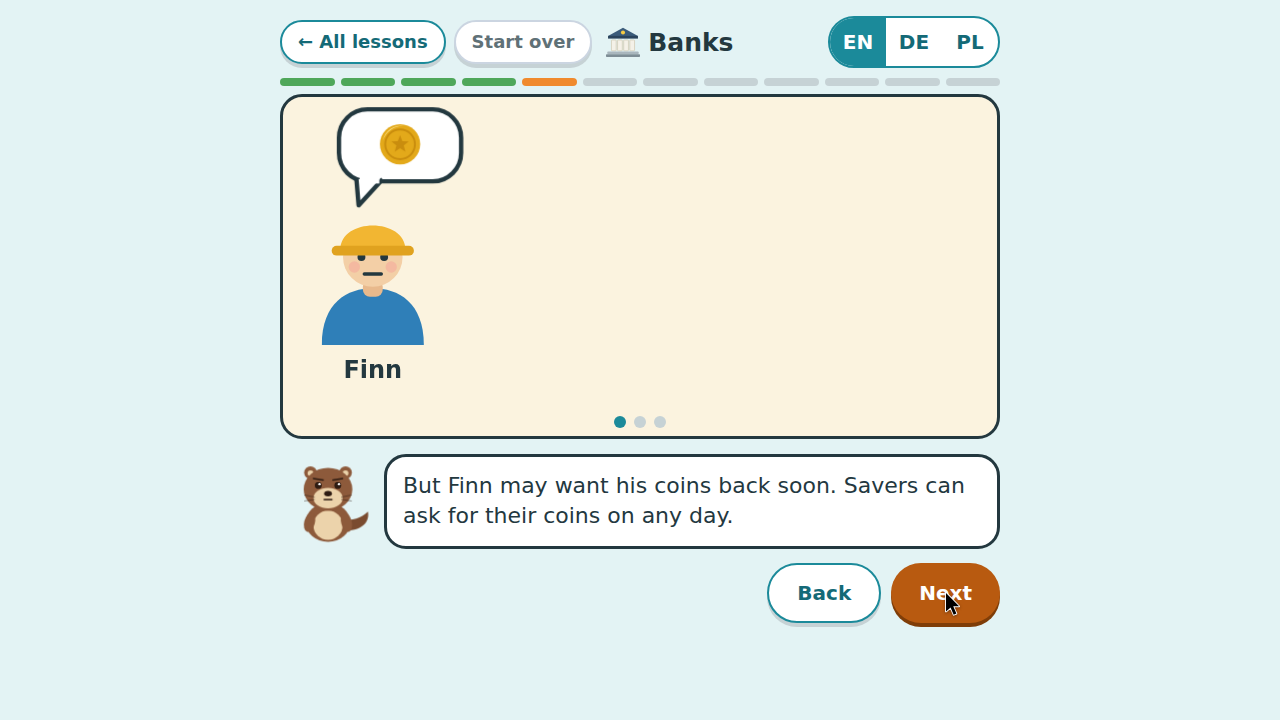 ← All lessons
Start over
Banks
EN
DE
PL
Finn
But Finn may want his coins back soon. Savers can
ask for their coins on any day.
Back
Next